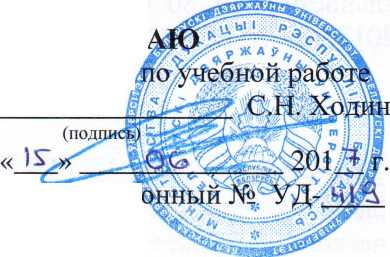 АЮ
по учебной работе
С.Н. Ходин
(подпись)
«15» 06 2017 г.
онный № УД-419